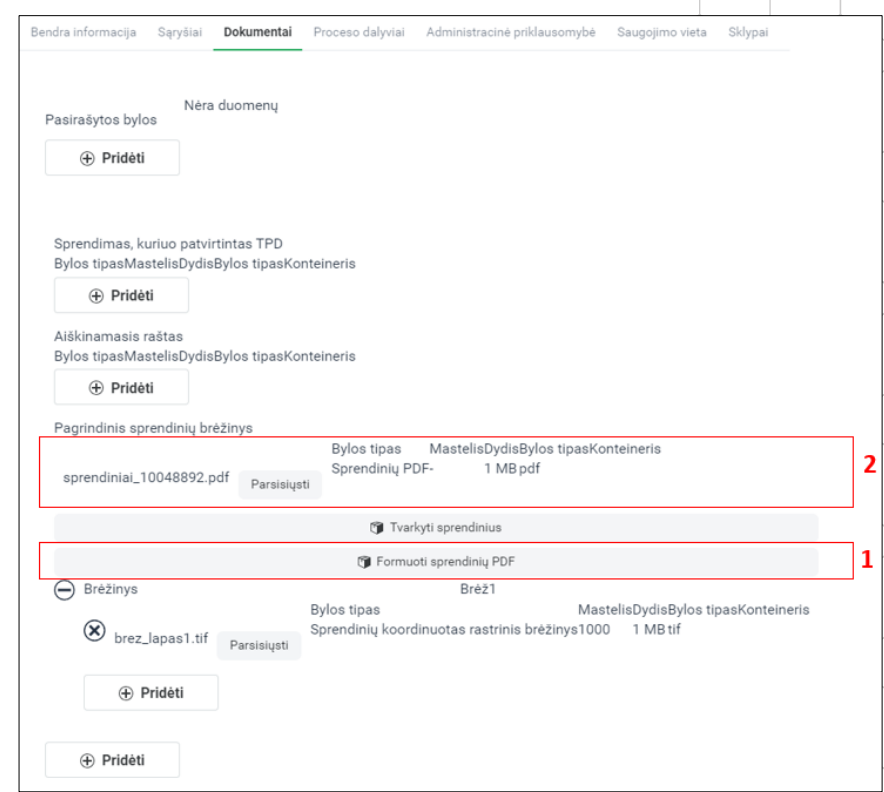 Bendra informacija Sąryšiai Dokumentai Proceso dalyviai Administracinė priklausomybė Saugojimo vieta Sklypai
Nėra duomenų
Pasirašytos bylos
Pridėti
Sprendimas, kuriuo patvirtintas TPD
Bylos tipasMastelisDydisBylos tipasKonteineris
Pridėti
Aiškinamasis raštas
Bylos tipasMastelisDydisBylos tipasKonteineris
Pridėti
Pagrindinis sprendinių brėžinys
Bylos tipas MastelisDydisBylos tipasKonteineris
sprendiniai_10048892.pdf Parsisiųsti Sprendinių PDF- 1 MB pdf
2
Tvarkyti sprendinius
Formuoti sprendinių PDF
1
Brėžinys Brėž1
Bylos tipas MastelisDydisBylos tipasKonteineris
brez_lapas1.tif Parsisiųsti Sprendinių koordinuotas rastrinis brėžinys1000 1 MB tif
Pridėti
Pridėti